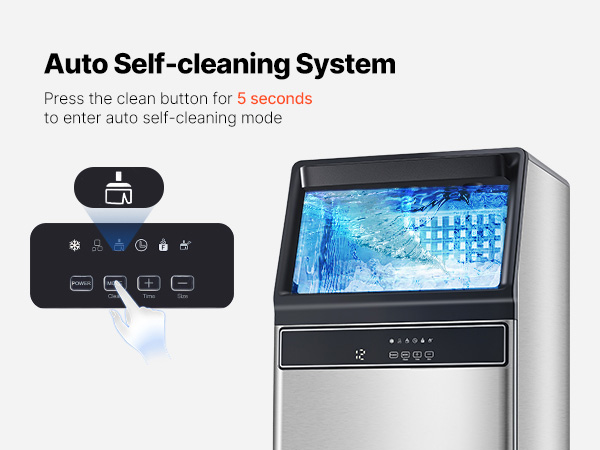 Auto Self-cleaning System
Press the clean button for 5 seconds
to enter auto self-cleaning mode
F
POWER
+
−
Clean
Time
Size
12